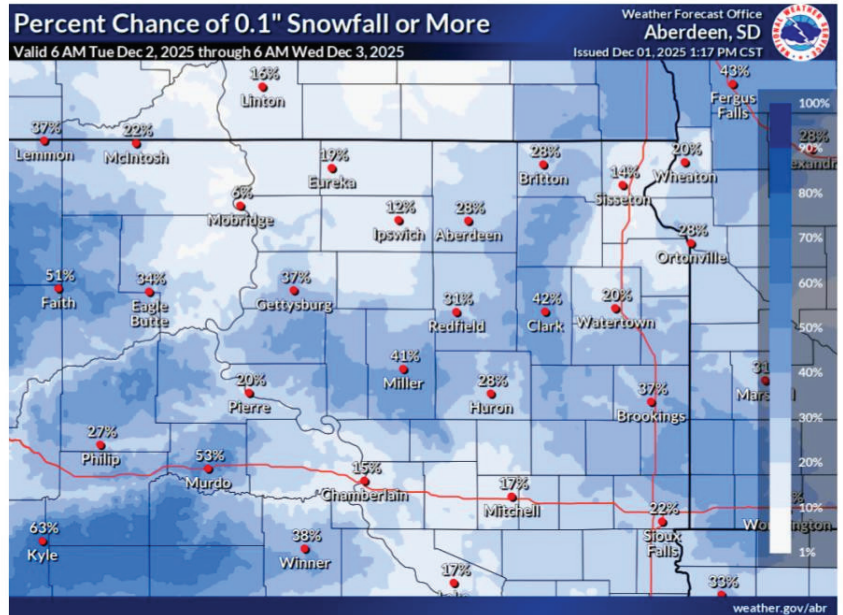 Percent Chance of 0.1" Snowfall or More
Valid 6 AM Tue Dec 2, 2025 through 6 AM Wed Dec 3, 2025
Weather Forecast Office
Aberdeen, SD
Issued Dec 01, 2025 1:17 PM CST
NATIONAL WEATHER SERVICE
16%
Linton
43%
Fergus
Falls
100%
37%
Lemmon
22%
McIntosh
19%
Eureka
28%
Britton
14%
Sisseton
20%
Wheaton
28%
90%
80%
6%
Mobridge
12%
Ipswich
28%
Aberdeen
28%
Ortonville
70%
60%
51%
Faith
34%
Eagle
Butte
37%
Gettysburg
31%
Redfield
42%
Clark
20%
Watertown
50%
40%
20%
Pierre
41%
Miller
28%
Huron
37%
Brookings
30%
27%
Philip
53%
Murdo
15%
Chamberlain
17%
Mitchell
22%
Sioux
Falls
20%
10%
1%
63%
Kyle
38%
Winner
17%
33%
weather.gov/abr